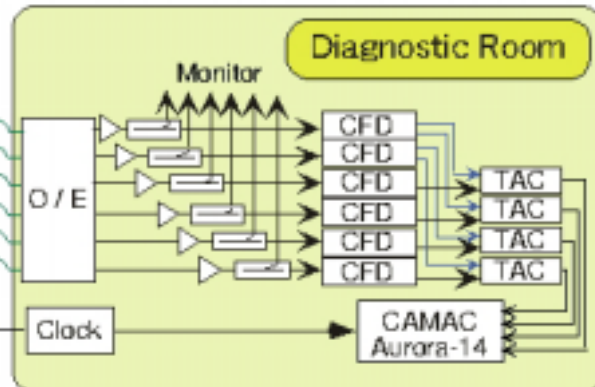 Diagnostic Room
Monitor
O / E
CFD
CFD
CFD
CFD
CFD
CFD
TAC
TAC
TAC
TAC
Clock
CAMAC
Aurora-14